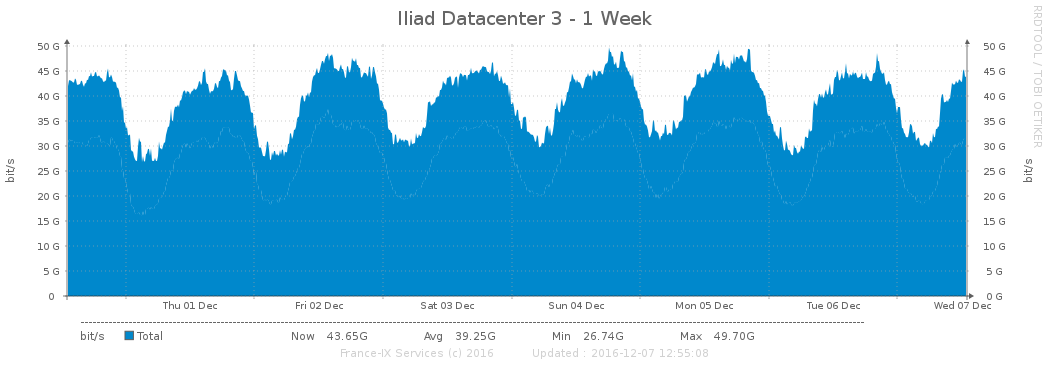 Iliad Datacenter 3 - 1 Week
RRDTOOL / TOBI OETIKER
50 G 50 G
45 G 45 G
40 G 40 G
35 G 35 G
30 G 30 G
25 G 25 G
20 G 20 G
15 G 15 G
10 G 10 G
5 G 5 G
0 0 G
bit/s bit/s
Thu 01 Dec Fri 02 Dec Sat 03 Dec Sun 04 Dec Mon 05 Dec Tue 06 Dec Wed 07 Dec
bit/s Total Now 43.65G Avg 39.25G Min 26.74G Max 49.70G
France-IX Services (c) 2016 Updated : 2016-12-07 12:55:08